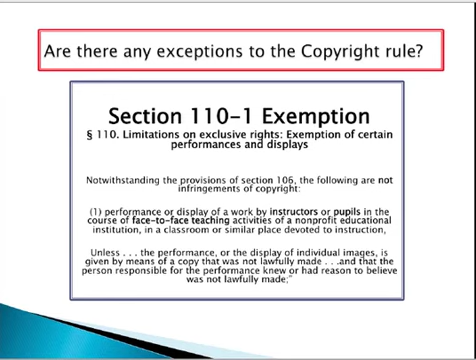 Are there any exceptions to the Copyright rule?
Section 110-1 Exemption
§ 110. Limitations on exclusive rights: Exemption of certain
performances and displays
Notwithstanding the provisions of section 106, the following are not
infringements of copyright:
(1) performance or display of a work by instructors or pupils in the
course of face-to-face teaching activities of a nonprofit educational
institution, in a classroom or similar place devoted to instruction,
Unless . . . the performance, or the display of individual images, is
given by means of a copy that was not lawfully made . . .and that the
person responsible for the performance knew or had reason to believe
was not lawfully made;"